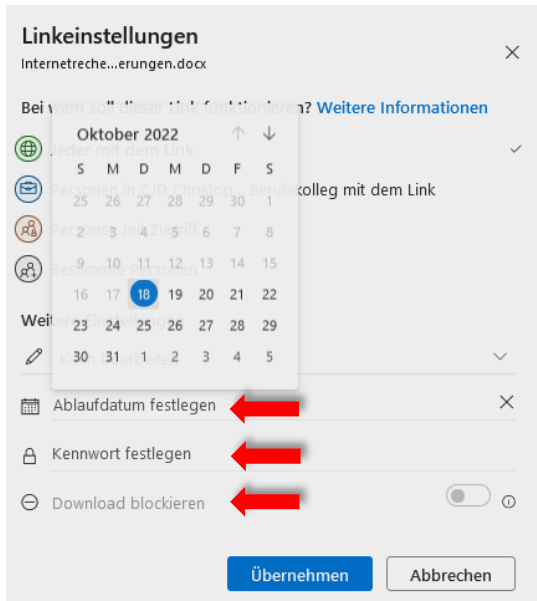 Linkeinstellungen
Internetreche...erungen.docx
Bei wem soll dieser Link funktionieren? Weitere Informationen
Oktober 2022
Jeder mit dem Link
S M D M D F S
Personen in CJD Christop... Berufskolleg mit dem Link
25 26 27 28 29 30 1
Personen mit Zugriff
2 3 4 5 6 7 8
9 10 11 12 13 14 15
Bestimmte Personen
16 17 18 19 20 21 22
Weitere Einstellungen
23 24 25 26 27 28 29
Kann bearbeiten
30 31 1 2 3 4 5
Ablaufdatum festlegen
Kennwort festlegen
Download blockieren
Übernehmen Abbrechen